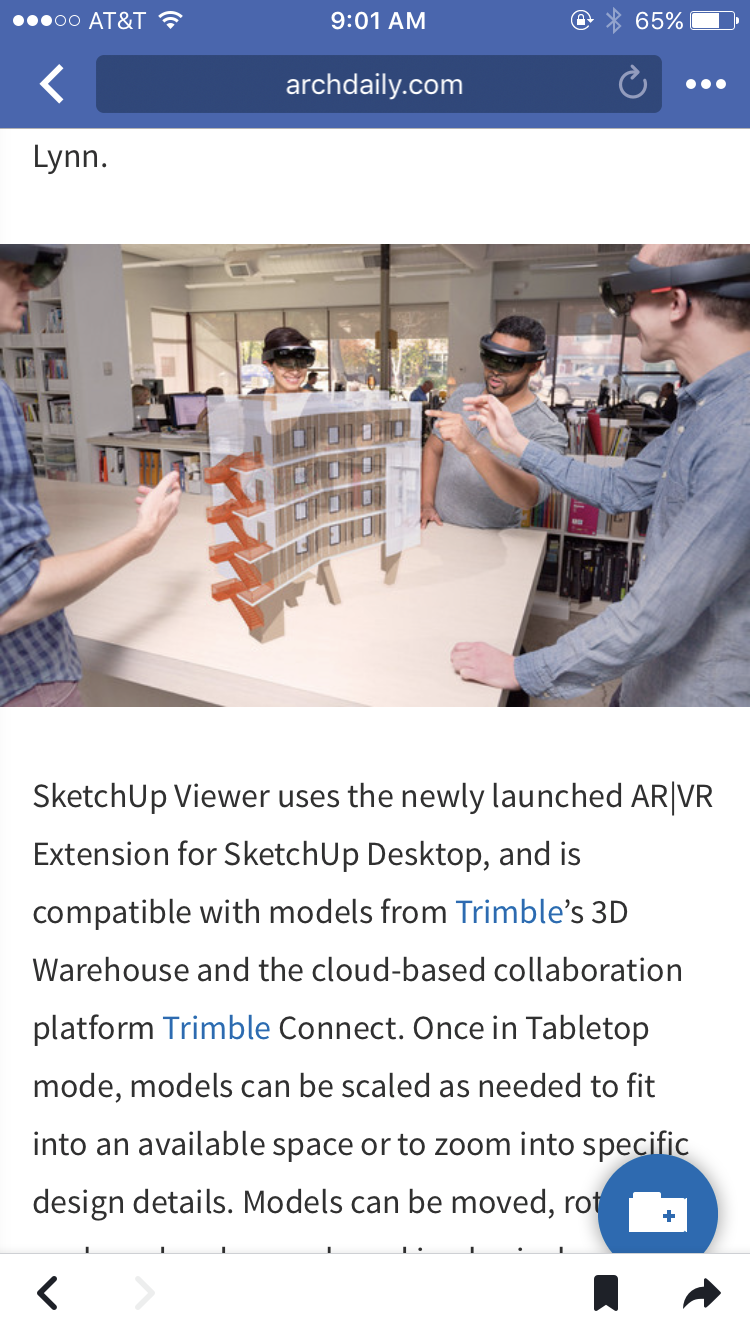 AT&T 9:01 AM 65%
archdaily.com
Lynn.
SketchUp Viewer uses the newly launched AR|VR
Extension for SketchUp Desktop, and is
compatible with models from Trimble’s 3D
Warehouse and the cloud-based collaboration
platform Trimble Connect. Once in Tabletop
mode, models can be scaled as needed to fit
into an available space or to zoom into specific
design details. Models can be moved, rot